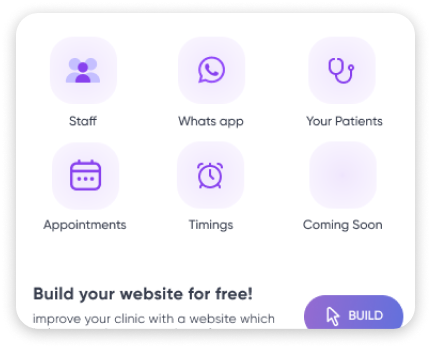 Staff Whats app Your Patients
Appointments Timings Coming Soon
Build your website for free!
improve your clinic with a website which
BUILD